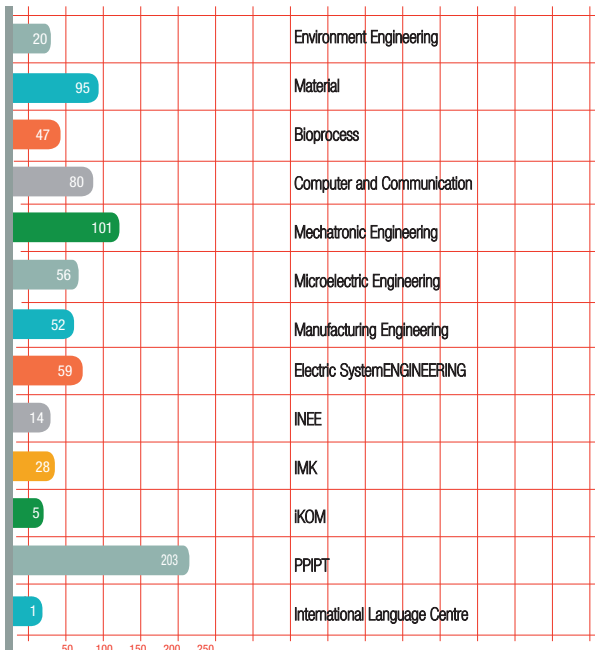 20 Environment Engineering
95 Material
47 Bioprocess
80 Computer and Communication
101 Mechatronic Engineering
56 Microelectric Engineering
52 Manufacturing Engineering
59 Electric SystemENGINEERING
14 INEE
28 IMK
5 iKOM
203 PPIPT
1 International Language Centre
50 100 150 200 250